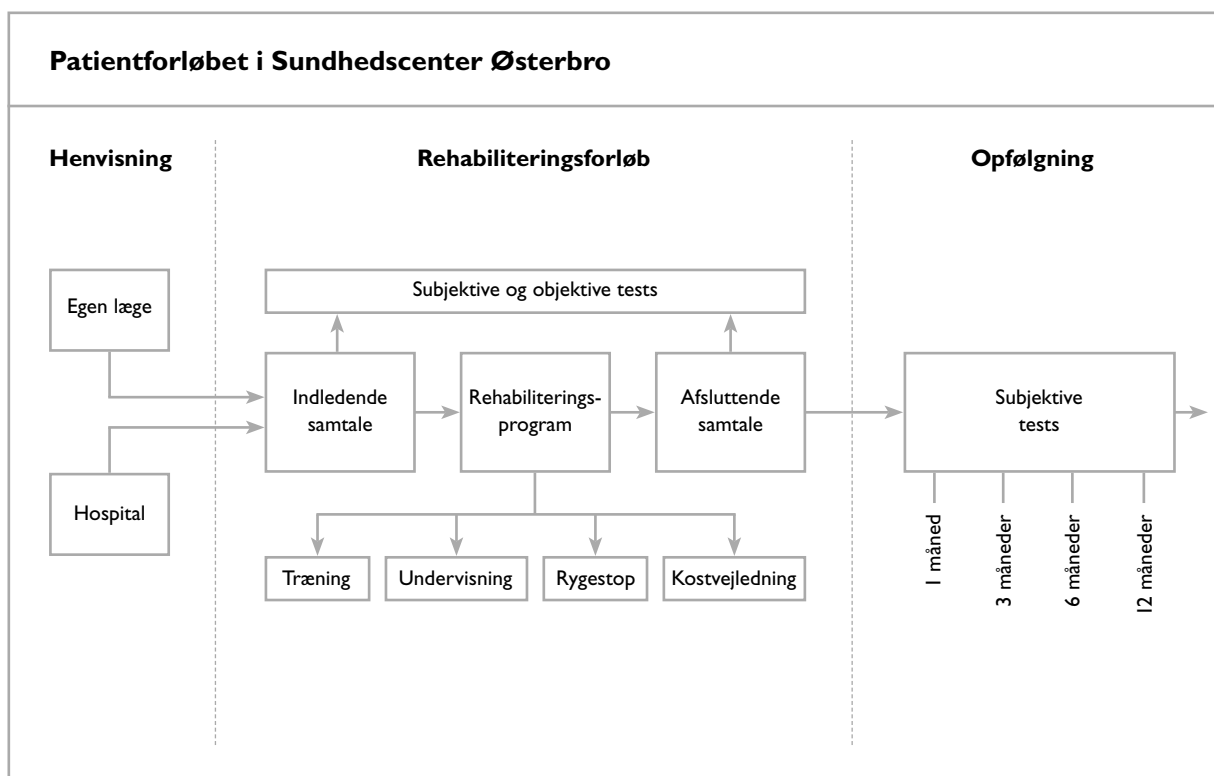 Patientforløbet i Sundhedscenter Østerbro
Henvisning
Rehabiliteringsforløb
Opfølgning
Egen læge
Hospital
Subjektive og objektive tests
Indledende
samtale
Rehabiliterings-
program
Afsluttende
samtale
Træning
Undervisning
Rygestop
Kostvejledning
Subjektive
tests
1 måned
3 måneder
6 måneder
12 måneder